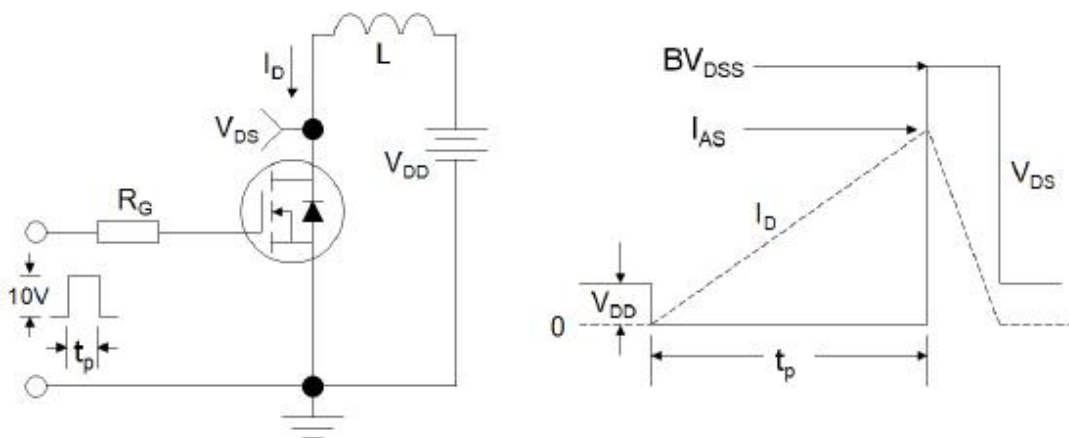 L
I_D
V_DS
V_DD
R_G
10V
t_p
BV_DSS
I_AS
V_DS
I_D
V_DD
0
t_p